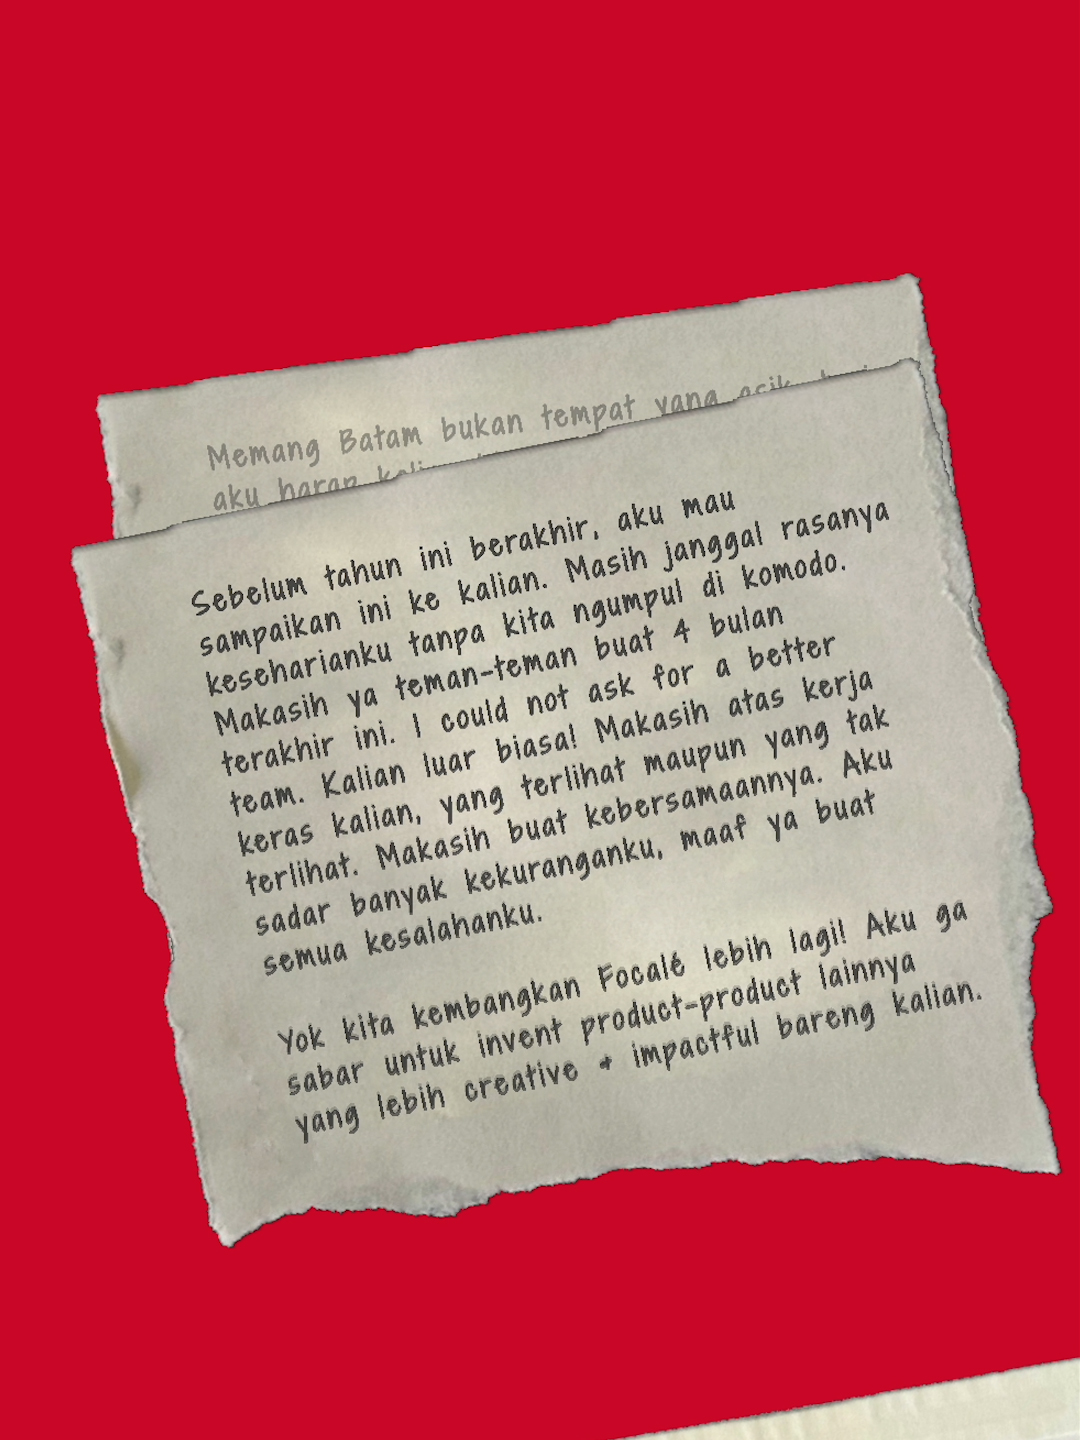 Memang Batam bukan tempat yang asik
aku harap
Sebelum tahun ini berakhir, aku mau
sampaikan ini ke kalian. Masih janggal rasanya
keseharianku tanpa kita ngumpul di komodo.
Makasih ya teman-teman buat 4 bulan
terakhir ini. I could not ask for a better
team. Kalian luar biasa! Makasih atas kerja
keras kalian, yang terlihat maupun yang tak
terlihat. Makasih buat kebersamaannya. Aku
sadar banyak kekuranganku, maaf ya buat
semua kesalahanku.
Yok kita kembangkan Focalé lebih lagi! Aku ga
sabar untuk invent product-product lainnya
yang lebih creative & impactful bareng kalian.